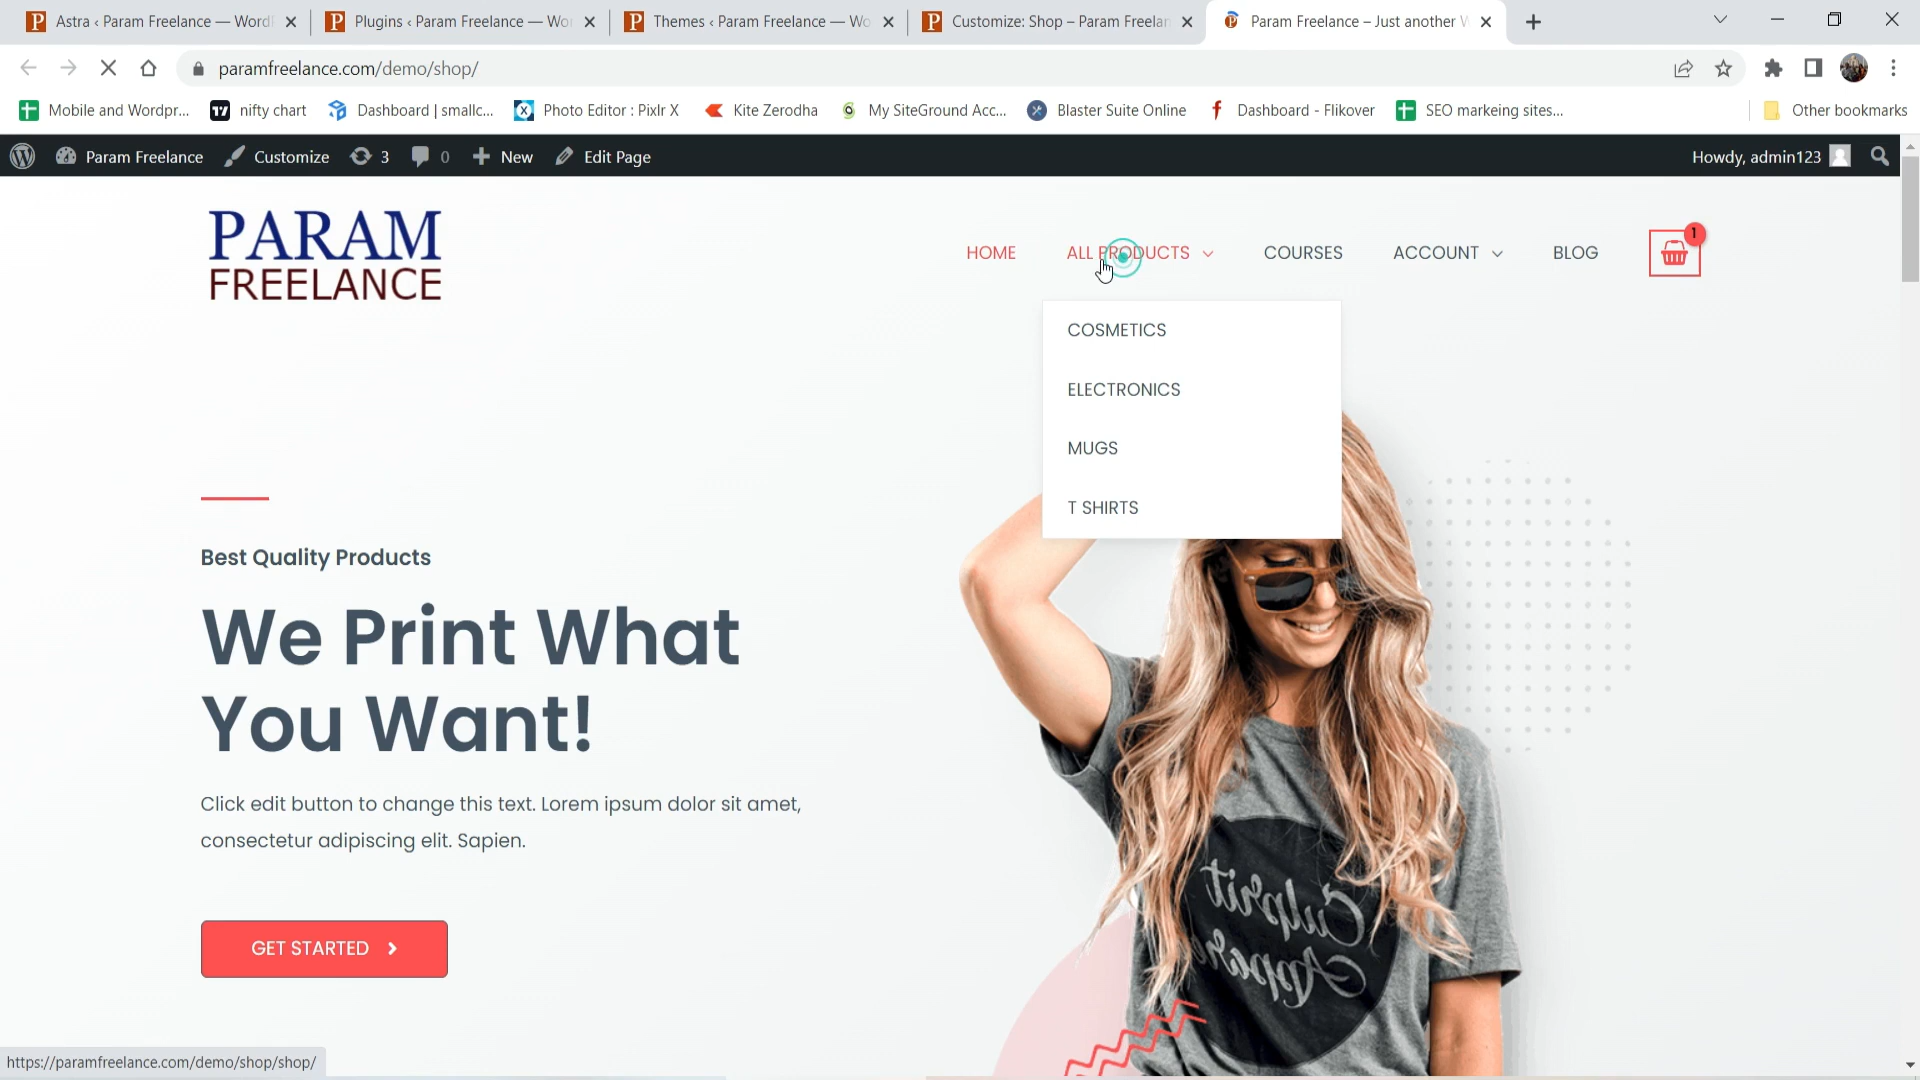 Astra ‹ Param Freelance — Word
Plugins ‹ Param Freelance — Wo
Themes ‹ Param Freelance — Wo
Customize: Shop – Param Freelan
Param Freelance – Just another W
paramfreelance.com/demo/shop/
Mobile and Wordpr...
nifty chart
Dashboard | smallc...
Photo Editor : Pixlr X
Kite Zerodha
My SiteGround Acc...
Blaster Suite Online
Dashboard - Flikover
SEO markeing sites...
Other bookmarks
Param Freelance
Customize
3
0
New
Edit Page
Howdy, admin123
PARAM
FREELANCE
HOME
ALL PRODUCTS
COURSES
ACCOUNT
BLOG
1
COSMETICS
ELECTRONICS
MUGS
T SHIRTS
Best Quality Products
We Print What
You Want!
Click edit button to change this text. Lorem ipsum dolor sit amet,
consectetur adipiscing elit. Sapien.
GET STARTED
Culprit
Apparel
https://paramfreelance.com/demo/shop/shop/